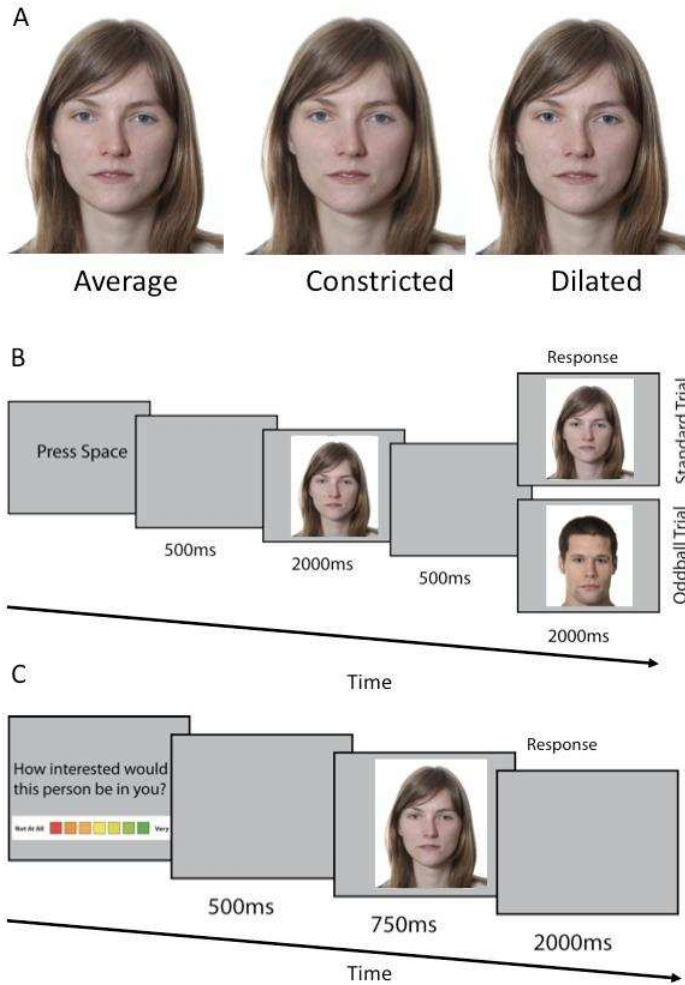 A
Average
Constricted
Dilated
B
Response
Press Space
500ms
2000ms
500ms
Standard Trial
Oddball Trial
2000ms
Time
C
Response
How interested would
this person be in you?
Not At All
Very
500ms
750ms
2000ms
Time